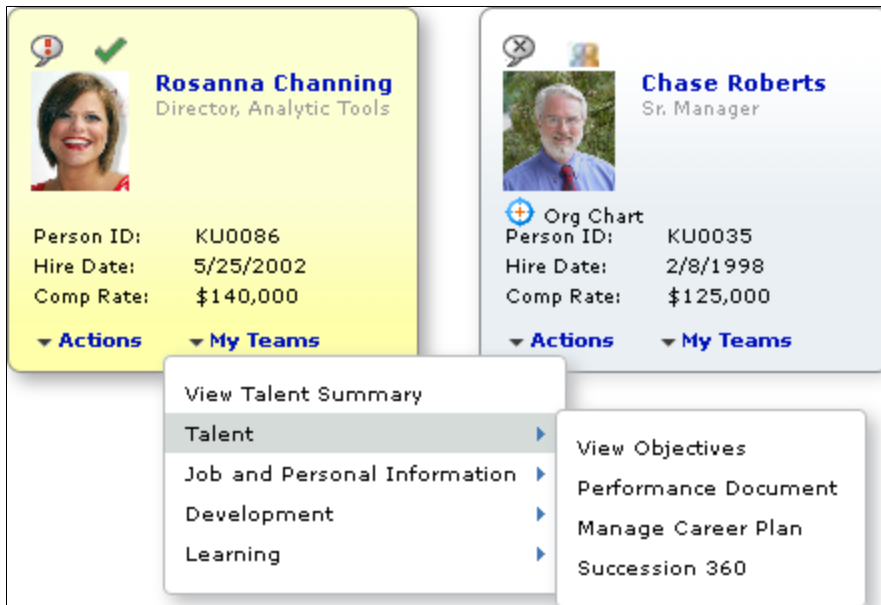 Rosanna Channing
Director, Analytic Tools
Person ID: KU0086
Hire Date: 5/25/2002
Comp Rate: $140,000
Actions My Teams
Chase Roberts
Sr. Manager
Org Chart
Person ID: KU0035
Hire Date: 2/8/1998
Comp Rate: $125,000
Actions My Teams
View Talent Summary
Talent
Job and Personal Information
Development
Learning
View Objectives
Performance Document
Manage Career Plan
Succession 360